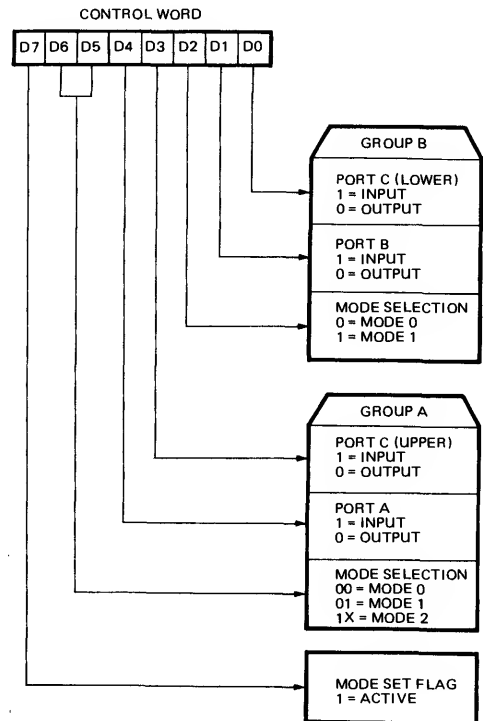 CONTROL WORD
D7 D6 D5 D4 D3 D2 D1 D0
GROUP B
PORT C (LOWER)
1 = INPUT
0 = OUTPUT
PORT B
1 = INPUT
0 = OUTPUT
MODE SELECTION
0 = MODE 0
1 = MODE 1
GROUP A
PORT C (UPPER)
1 = INPUT
0 = OUTPUT
PORT A
1 = INPUT
0 = OUTPUT
MODE SELECTION
00 = MODE 0
01 = MODE 1
1X = MODE 2
MODE SET FLAG
1 = ACTIVE